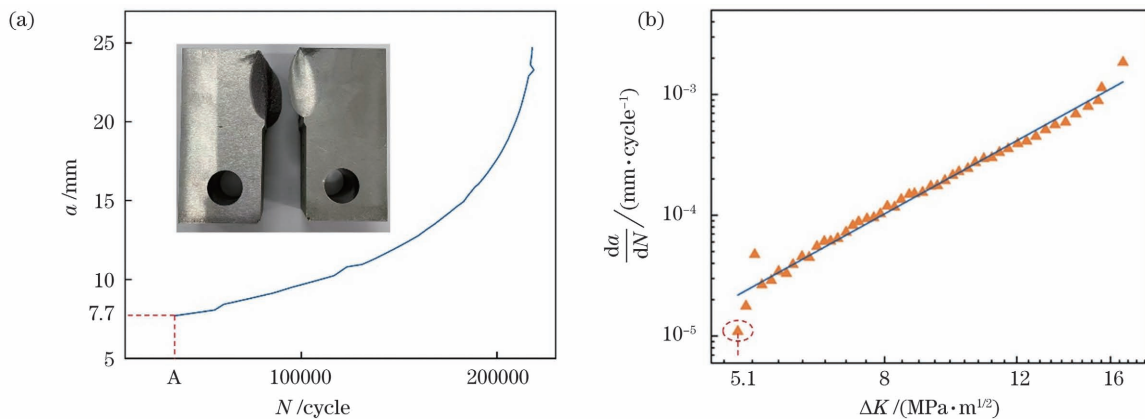 (a)
25
20
15
10
7.7
5
a /mm
A
100000
200000
N /cycle
(b)
10⁻³
10⁻⁴
10⁻⁵
da
dN /(mm·cycle⁻¹)
5.1
8
12
16
ΔK /(MPa·m¹/²)